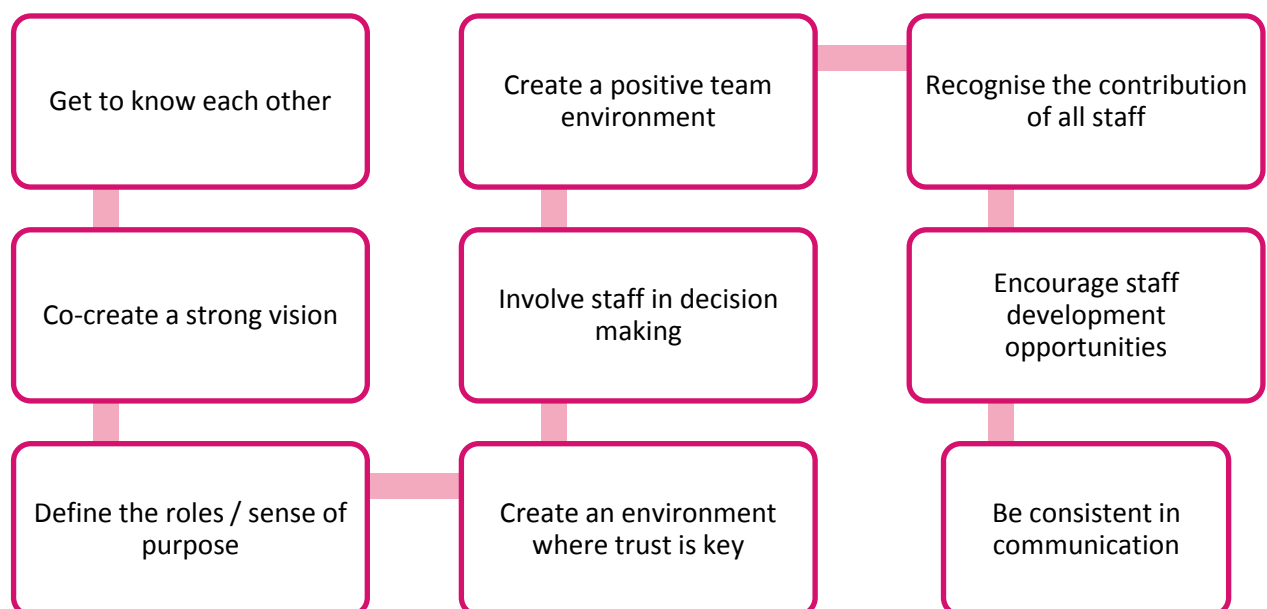 Get to know each other
Co-create a strong vision
Define the roles / sense of
purpose
Create an environment
where trust is key
Involve staff in decision
making
Create a positive team
environment
Recognise the contribution
of all staff
Encourage staff
development
opportunities
Be consistent in
communication